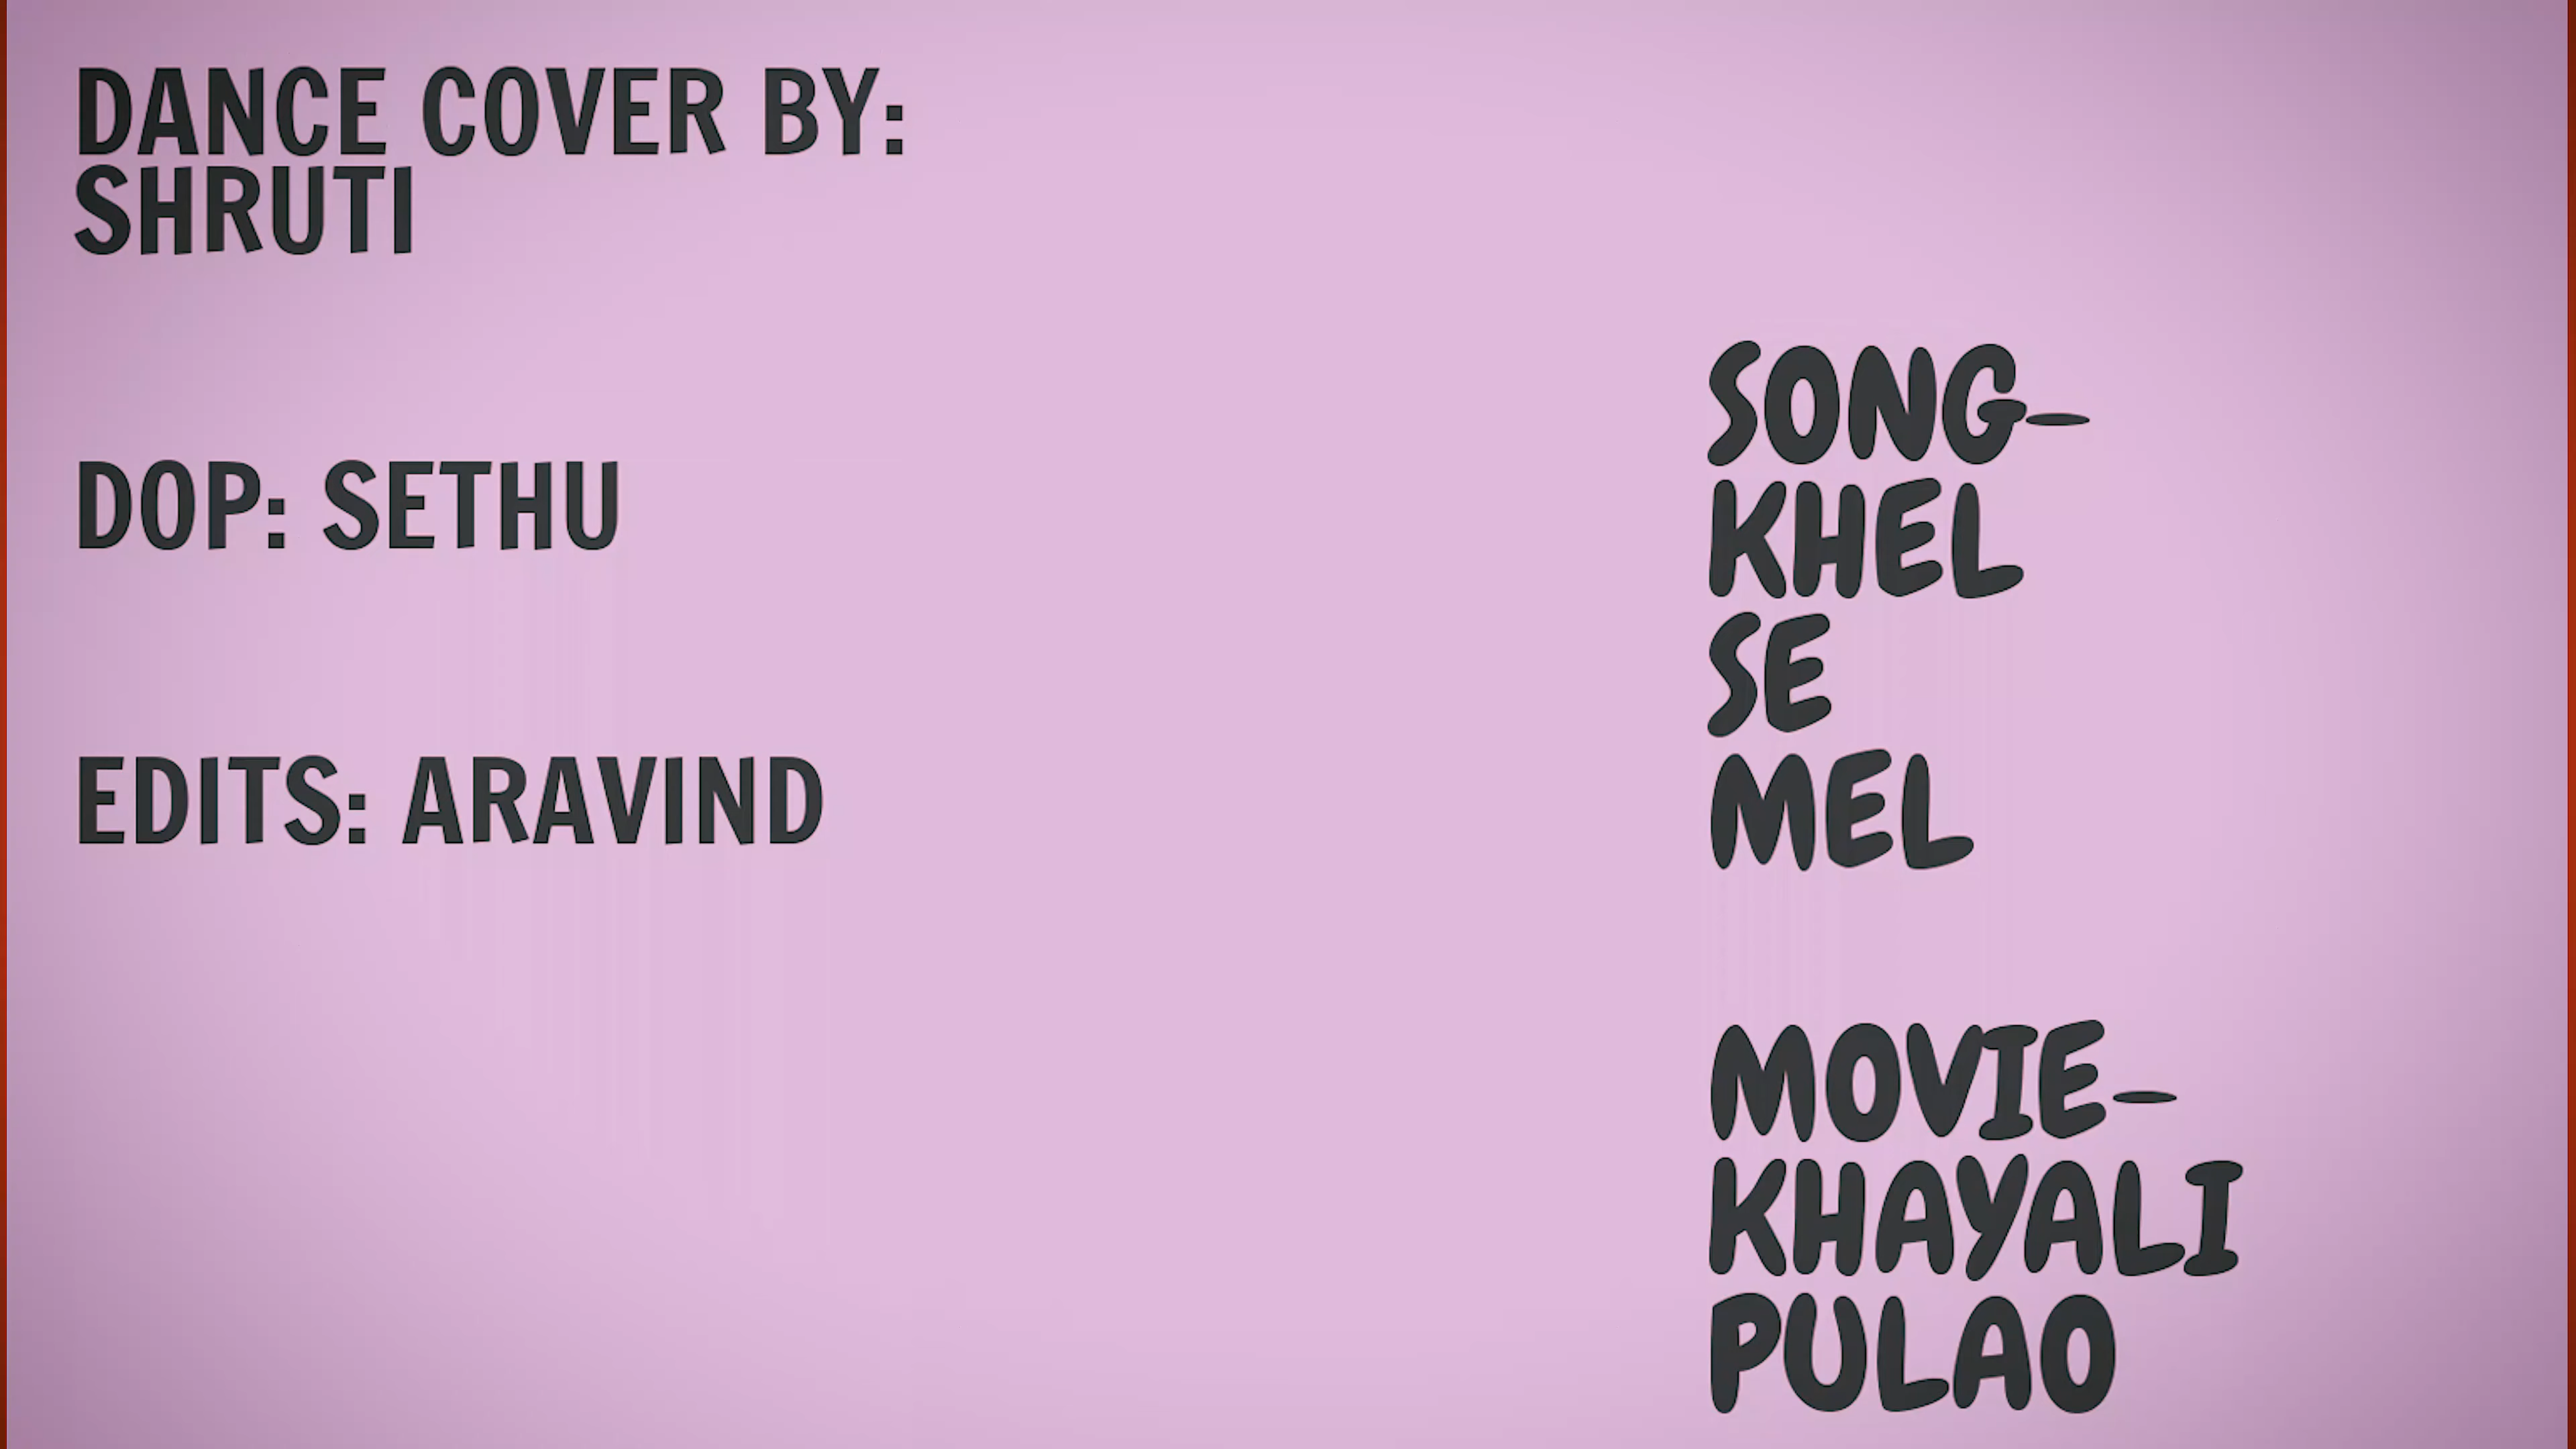 DANCE COVER BY:
SHRUTI
DOP: SETHU
EDITS: ARAVIND
SONG-
KHEL
SE
MEL
MOVIE-
KHAYALI
PULAO